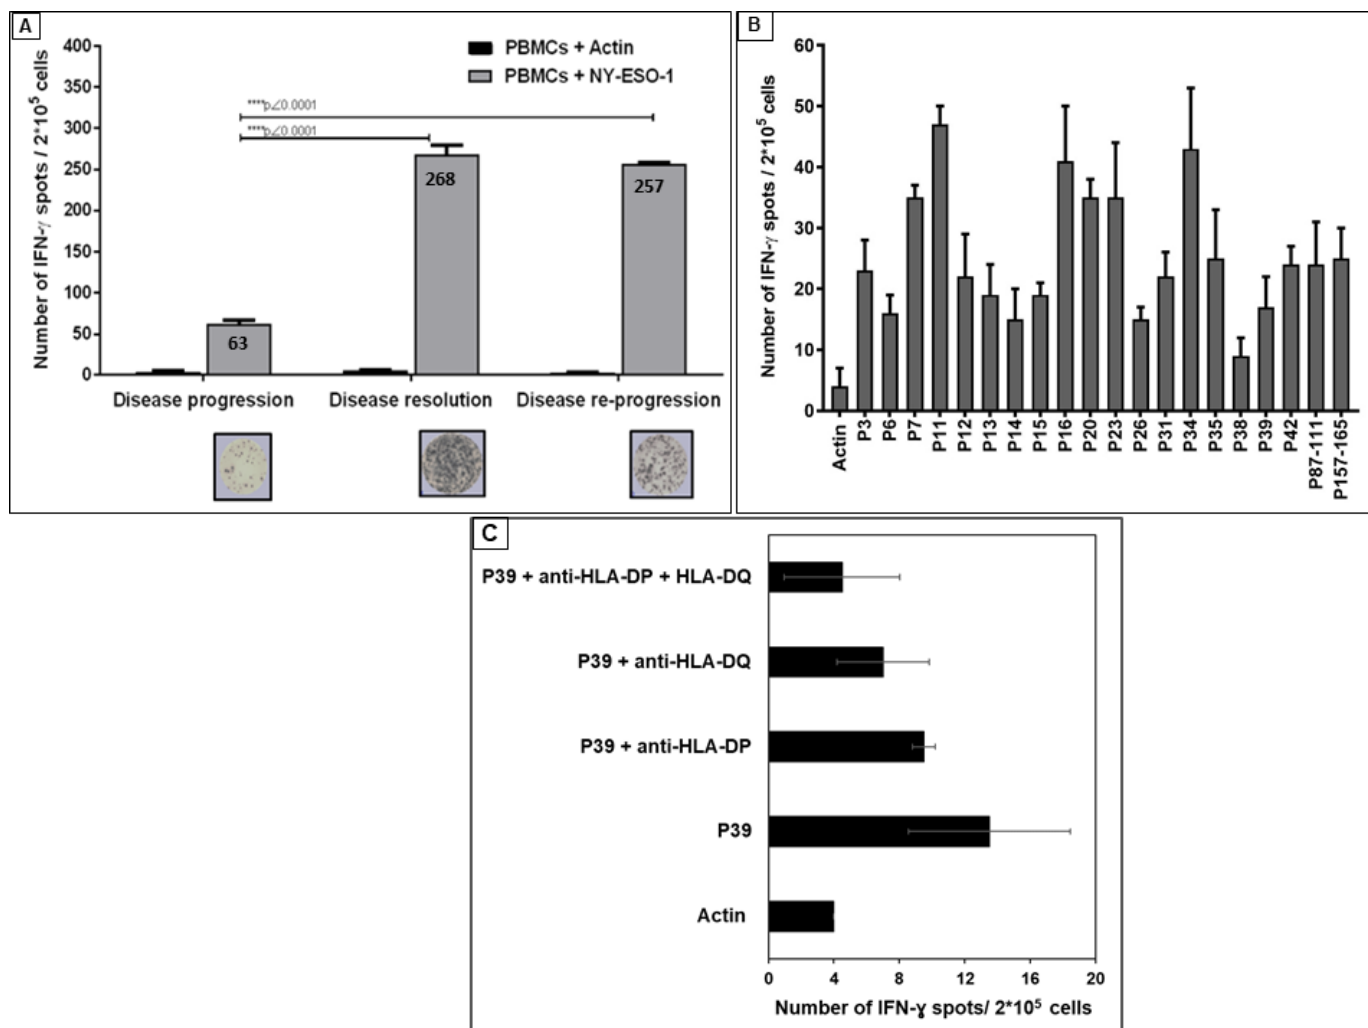 A
Number of IFN-γ spots / 2*10⁵ cells
400
350
300
250
200
150
100
50
0
PBMCs + Actin
PBMCs + NY-ESO-1
****p∠0.0001
****p∠0.0001
63
268
257
Disease progression
Disease resolution
Disease re-progression
B
Number of IFN-γ spots / 2*10⁵ cells
60
50
40
30
20
10
0
Actin
P3
P6
P7
P11
P12
P13
P14
P15
P16
P20
P23
P26
P31
P34
P35
P38
P39
P42
P87-111
P157-165
C
P39 + anti-HLA-DP + HLA-DQ
P39 + anti-HLA-DQ
P39 + anti-HLA-DP
P39
Actin
0 4 8 12 16 20
Number of IFN-ɣ spots/ 2*10⁵ cells